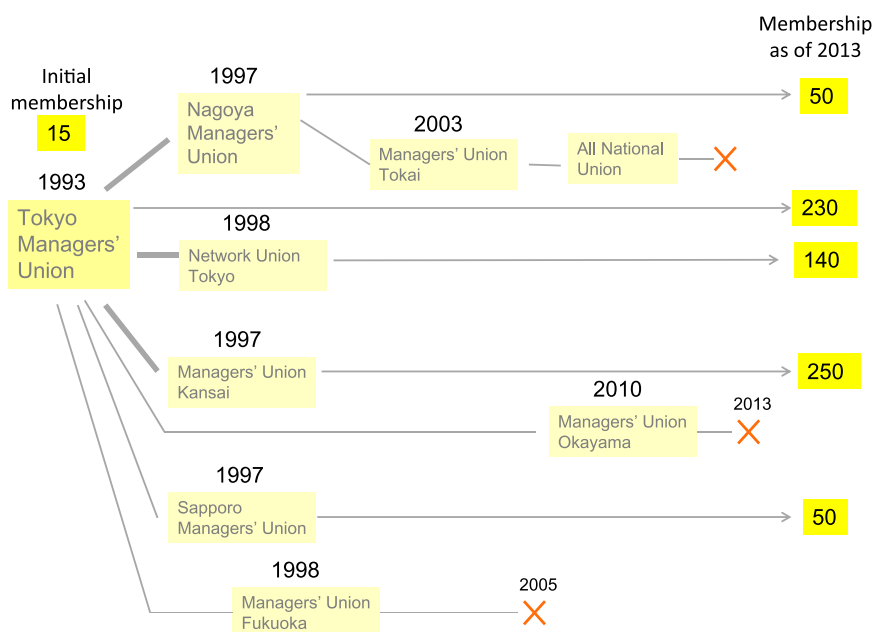 Membership
as of 2013
Initial
membership
15
1997
Nagoya
Managers'
Union
50
2003
Managers' Union
Tokai
All National
Union
1993
Tokyo
Managers'
Union
230
1998
Network Union
Tokyo
140
1997
Managers' Union
Kansai
250
2010
Managers' Union
Okayama
2013
1997
Sapporo
Managers' Union
50
1998
Managers' Union
Fukuoka
2005